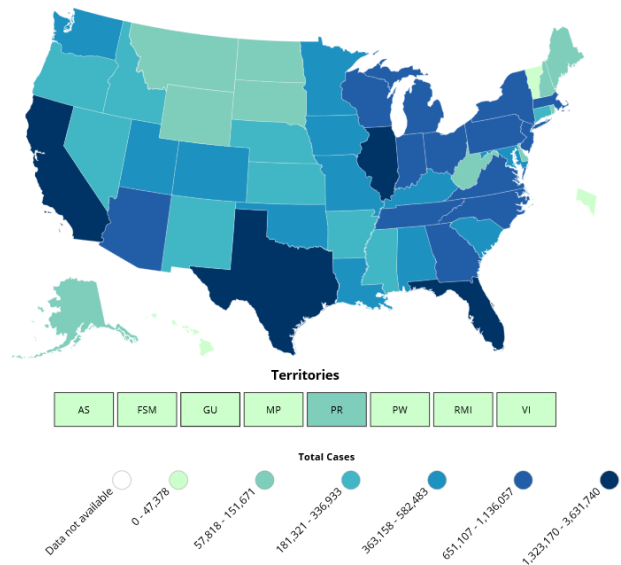 Territories
AS FSM GU MP PR PW RMI VI
Total Cases
Data not available
0 - 47,378
57,818 - 151,671
181,321 - 336,933
363,158 - 582,483
651,107 - 1,136,057
1,323,170 - 3,631,740